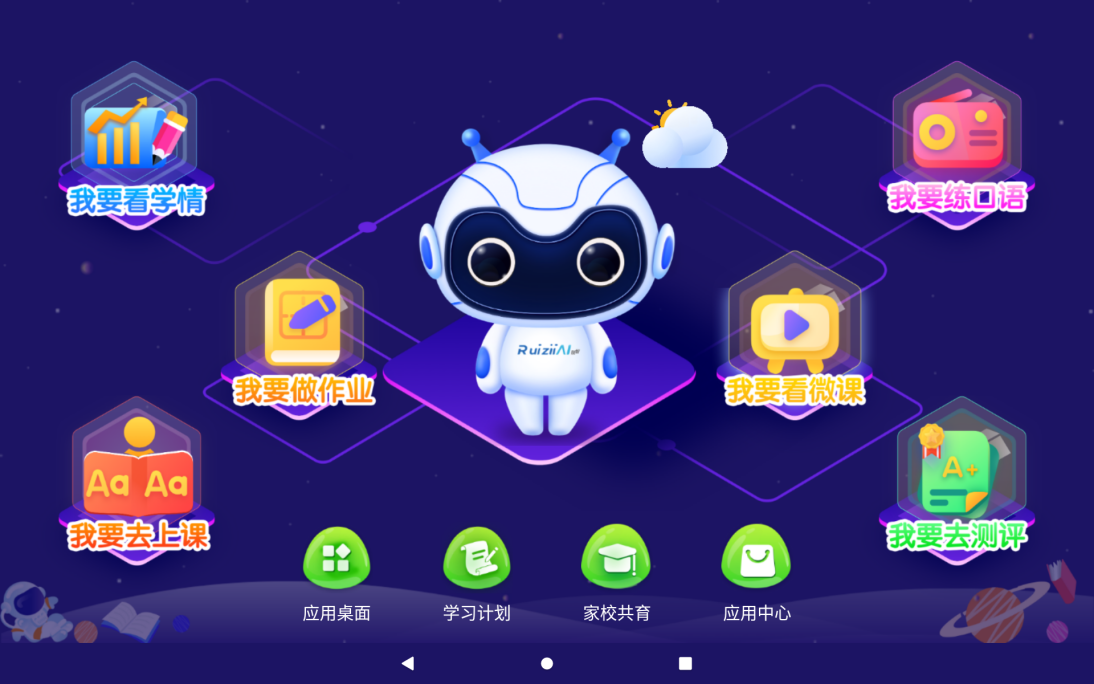 我要看学情
我要练口语
RuiziiAI
我要做作业
我要看微课
Aa Aa
A+
我要去上课
我要去测评
应用桌面
学习计划
家校共育
应用中心